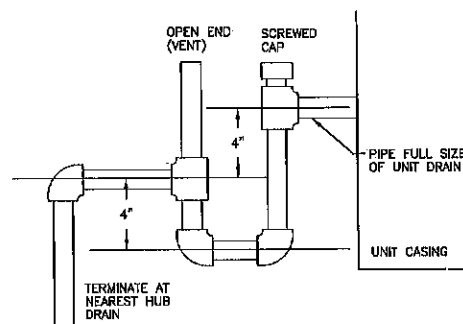 OPEN END
(VENT)
SCREWED
CAP
4"
PIPE FULL SIZE
OF UNIT DRAIN
4"
UNIT CASING
TERMINATE AT
NEAREST HUB
DRAIN